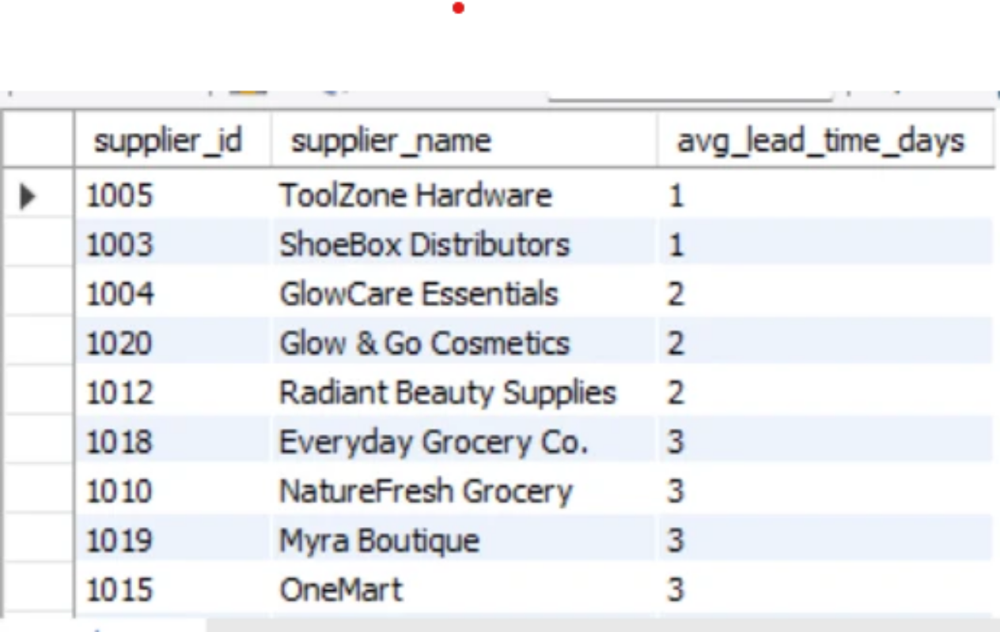 supplier_id supplier_name avg_lead_time_days
1005 ToolZone Hardware 1
1003 ShoeBox Distributors 1
1004 GlowCare Essentials 2
1020 Glow & Go Cosmetics 2
1012 Radiant Beauty Supplies 2
1018 Everyday Grocery Co. 3
1010 NatureFresh Grocery 3
1019 Myra Boutique 3
1015 OneMart 3